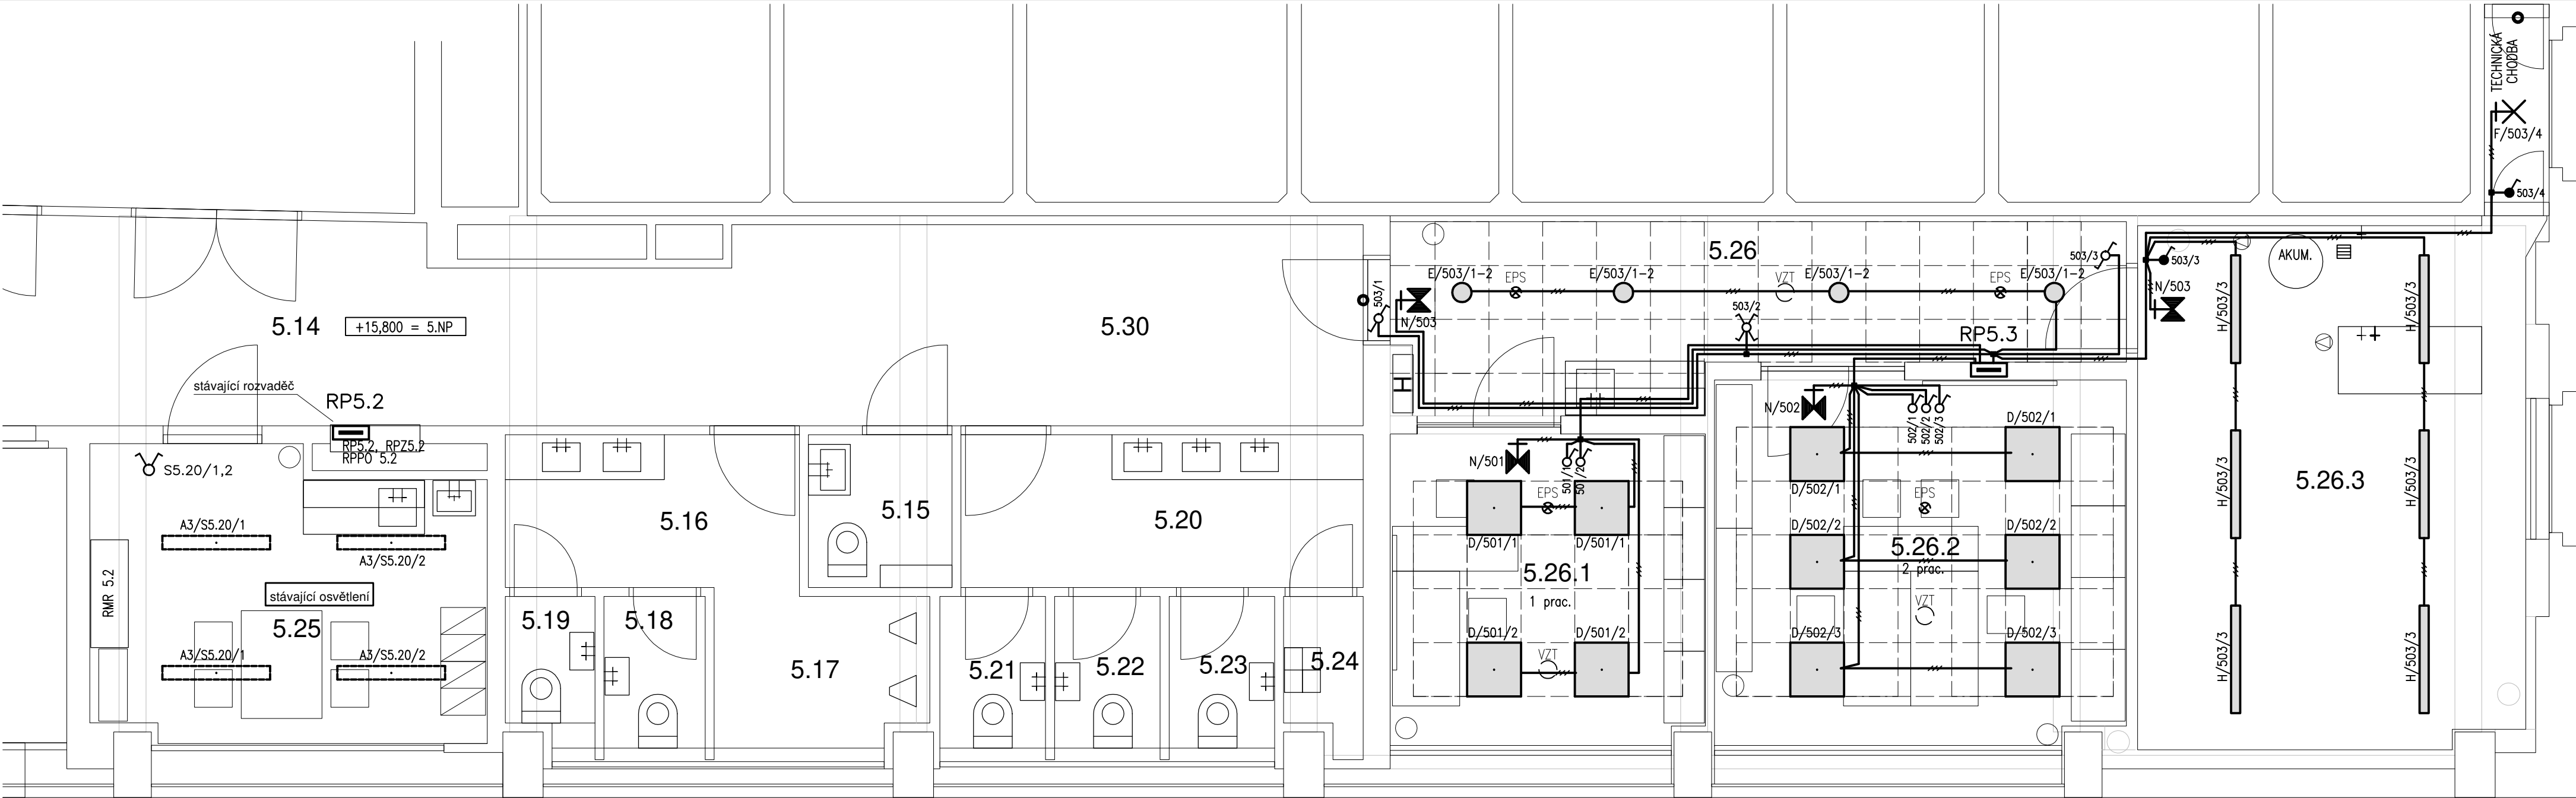 TECHNICKÁ
CHODBA
F/503/4
503/4
5.26
503/3
503/3
AKUM.
E/503/1-2
EPS
E/503/1-2
VZT
E/503/1-2
EPS
E/503/1-2
503/1
N/503
503/2
N/503
H/503/3
H/503/3
5.14
+15,800 = 5.NP
5.30
RP5.3
stávající rozvaděč
RP5.2
H
RP5.2, RPZ5.2
RPPO 5.2
S5.20/1,2
N/502
502/1
502/2
502/3
D/502/1
N/501
501/1
501/2
D/502/1
EPS
EPS
H/503/3
H/503/3
5.26.3
5.16
5.15
5.20
A3/S5.20/1
A3/S5.20/2
D/501/1
D/501/1
D/502/2
D/502/2
5.26.2
2 prac.
5.26.1
1 prac.
RMR 5.2
stávající osvětlení
5.25
5.19
5.18
VZT
A3/S5.20/1
A3/S5.20/2
5.17
5.21
5.22
5.23
5.24
D/501/2
D/501/2
VZT
D/502/3
D/502/3
H/503/3
H/503/3